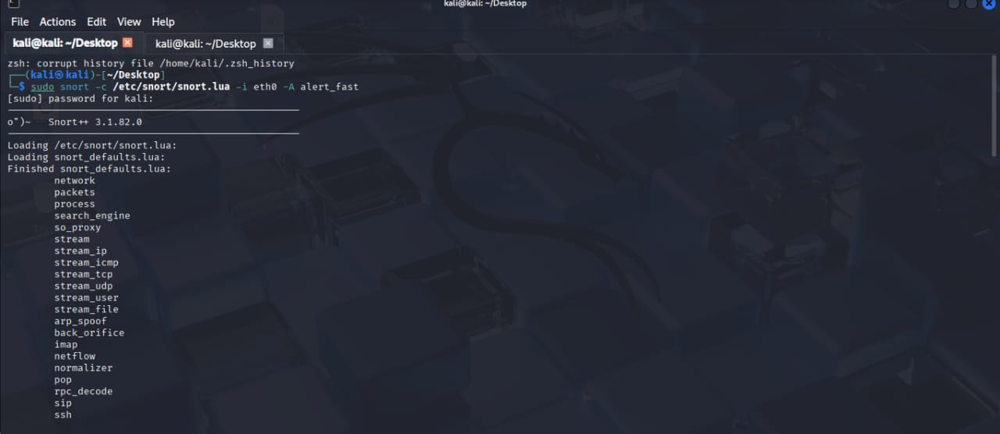 kali@kali: ~/Desktop
File Actions Edit View Help
kali@kali: ~/Desktop kali@kali: ~/Desktop
zsh: corrupt history file /home/kali/.zsh_history
┌──(kali㉿kali)-[~/Desktop]
└─$ sudo snort -c /etc/snort/snort.lua -i eth0 -A alert_fast
[sudo] password for kali:
--------------------------------------------------
o")~ Snort++ 3.1.82.0
--------------------------------------------------
Loading /etc/snort/snort.lua:
Loading snort_defaults.lua:
Finished snort_defaults.lua:
network
packets
process
search_engine
so_proxy
stream
stream_ip
stream_icmp
stream_tcp
stream_udp
stream_user
stream_file
arp_spoof
back_orifice
imap
netflow
normalizer
pop
rpc_decode
sip
ssh